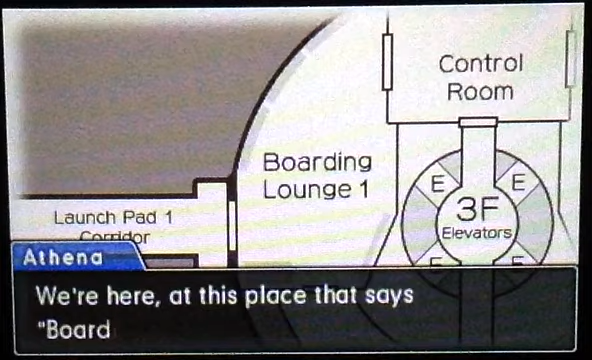 Control
Room
Boarding
Lounge 1
E
E
3F
Elevators
Launch Pad 1
Corridor
E
E
Athena
We're here, at this place that says
"Board